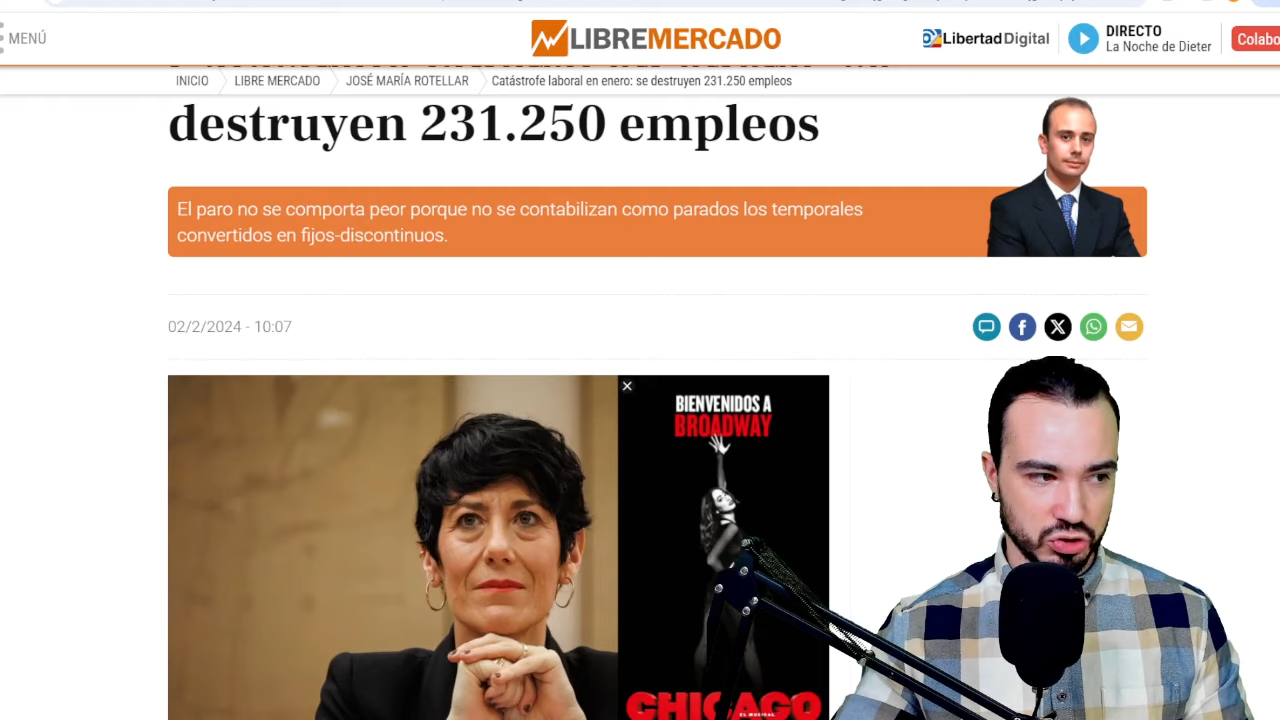 MENÚ
LIBREMERCADO
Libertad Digital
DIRECTO
La Noche de Dieter
Colabo
INICIO
LIBRE MERCADO
JOSÉ MARÍA ROTELLAR
Catástrofe laboral en enero: se destruyen 231.250 empleos
destruyen 231.250 empleos
El paro no se comporta peor porque no se contabilizan como parados los temporales
convertidos en fijos-discontinuos.
02/2/2024 - 10:07
BIENVENIDOS A
BROADWAY
CHICAGO
EL MUSICAL